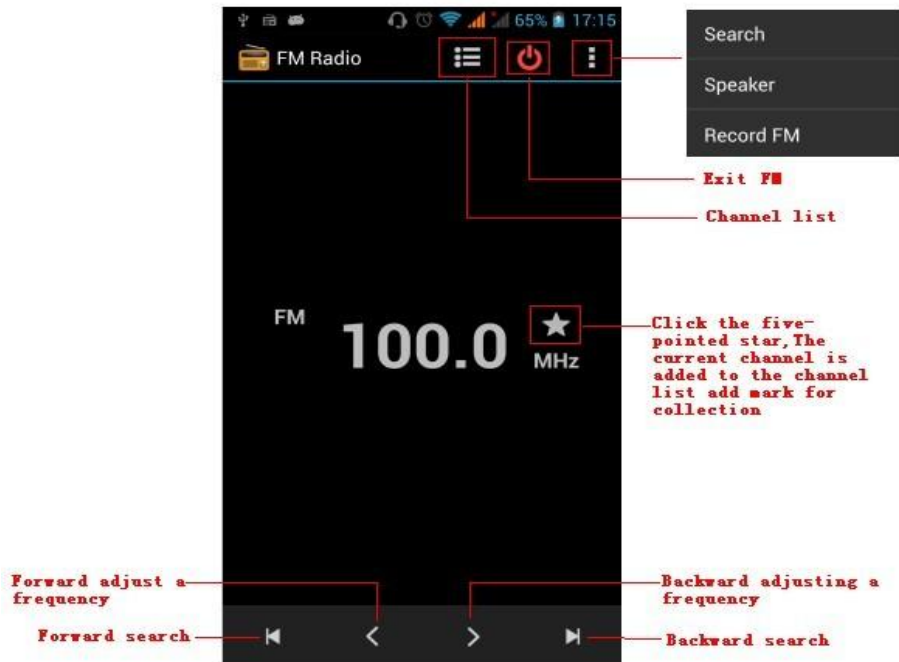 65% 17:15
FM Radio
Search
Speaker
Record FM
Exit FM
Channel list
FM
100.0
MHz
Click the five-
pointed star,The
current channel is
added to the channel
list add mark for
collection
Forward adjust a
frequency
Backward adjusting a
frequency
Forward search
Backward search